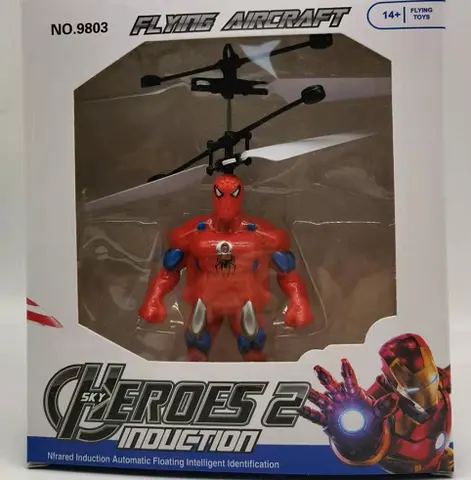 NO.9803
FLYING AIRCRAFT
14+ FLYING TOYS
SKY HEROES 2
INDUCTION
Nfrared Induction Automatic Floating Intelligent Identification